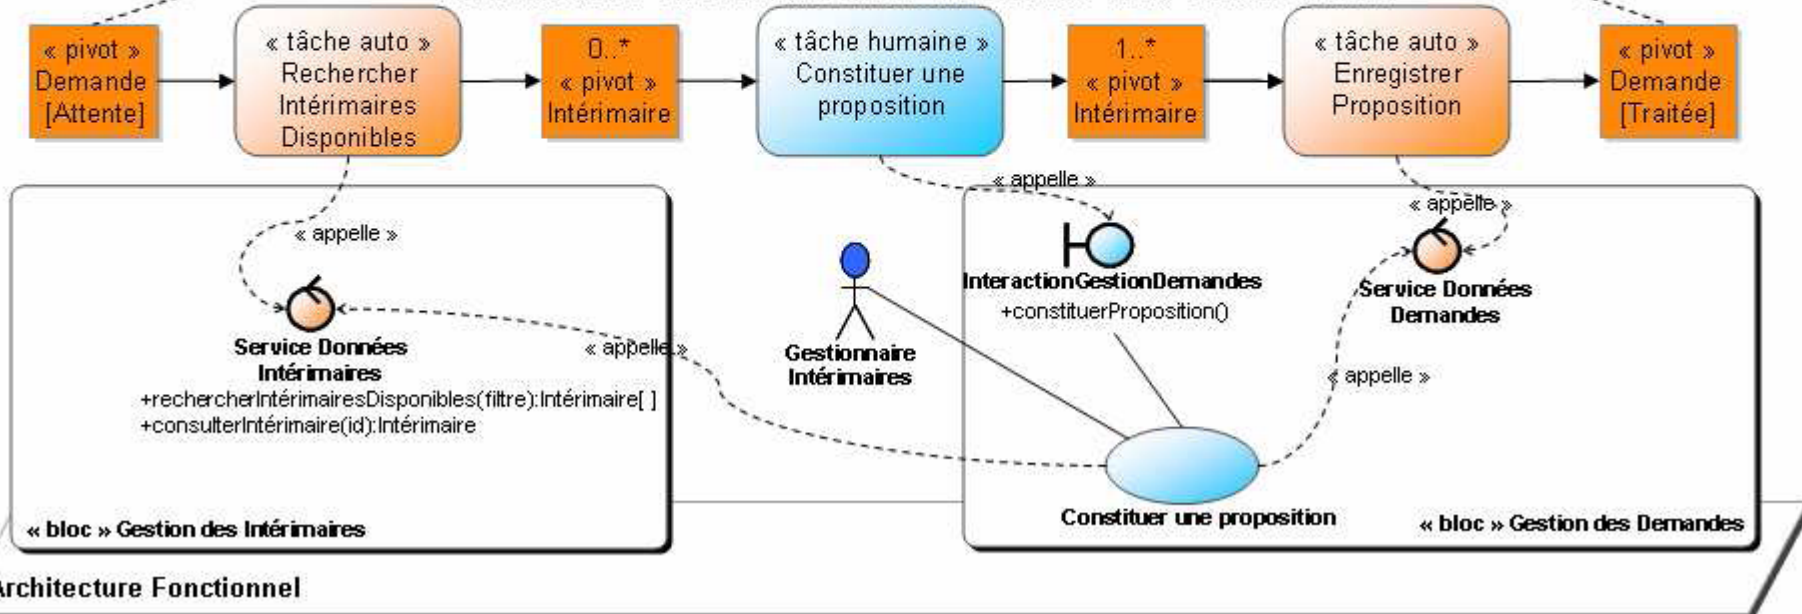 « pivot »
Demande
[Attente]
« tâche auto »
Rechercher
Intérimaires
Disponibles
0..*
« pivot »
Intérimaire
« tâche humaine »
Constituer une
proposition
1..*
« pivot »
Intérimaire
« tâche auto »
Enregistrer
Proposition
« pivot »
Demande
[Traitée]
« appelle »
« appelle »
« appelle »
Service Données
Intérimaires
+rechercherIntérimairesDisponibles(filtre):Intérimaire[ ]
+consulterIntérimaire(id):Intérimaire
« appelle »
Gestionnaire
Intérimaires
InteractionGestionDemandes
+constituerProposition()
Service Données
Demandes
« appelle »
Constituer une proposition
« bloc » Gestion des Intérimaires
« bloc » Gestion des Demandes
Architecture Fonctionnel